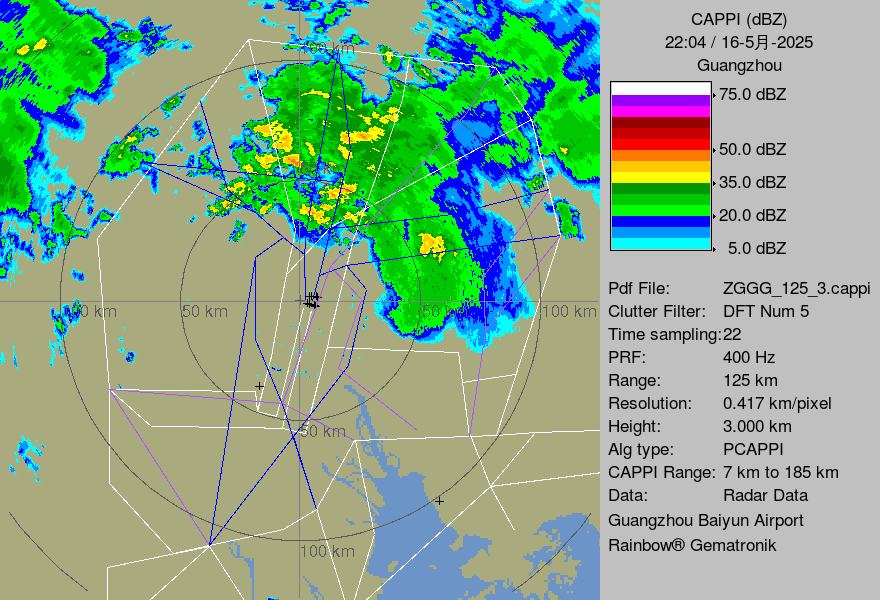 CAPPI (dBZ)
22:04 / 16-5月-2025
Guangzhou
75.0 dBZ
50.0 dBZ
35.0 dBZ
20.0 dBZ
5.0 dBZ
Pdf File: ZGGG_125_3.cappi
Clutter Filter: DFT Num 5
Time sampling:22
PRF: 400 Hz
Range: 125 km
Resolution: 0.417 km/pixel
Height: 3.000 km
Alg type: PCAPPI
CAPPI Range: 7 km to 185 km
Data: Radar Data
Guangzhou Baiyun Airport
Rainbow® Gematronik
100 km
100 km
50 km
50 km
100 km
50 km
100 km